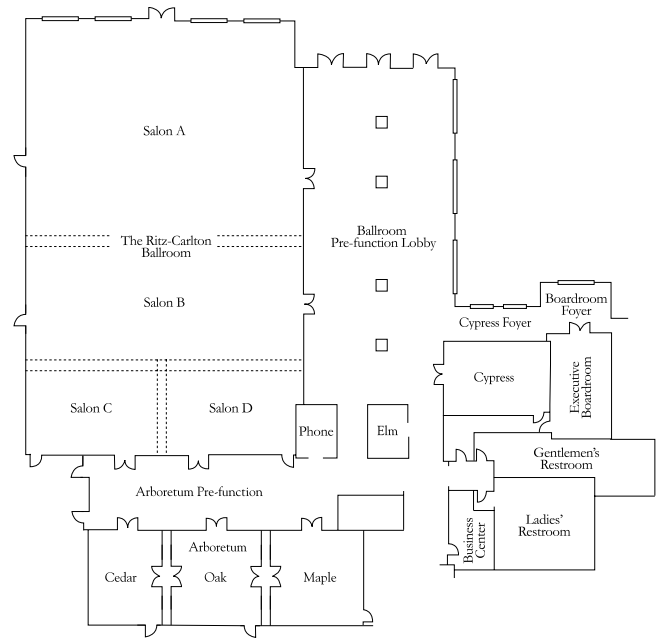 Salon A
The Ritz-Carlton
Ballroom
Ballroom
Pre-function Lobby
Salon B
Boardroom
Foyer
Cypress Foyer
Cypress
Executive
Boardroom
Salon C
Salon D
Phone
Elm
Gentlemen's
Restroom
Arboretum Pre-function
Ladies'
Restroom
Business
Center
Arboretum
Cedar
Oak
Maple